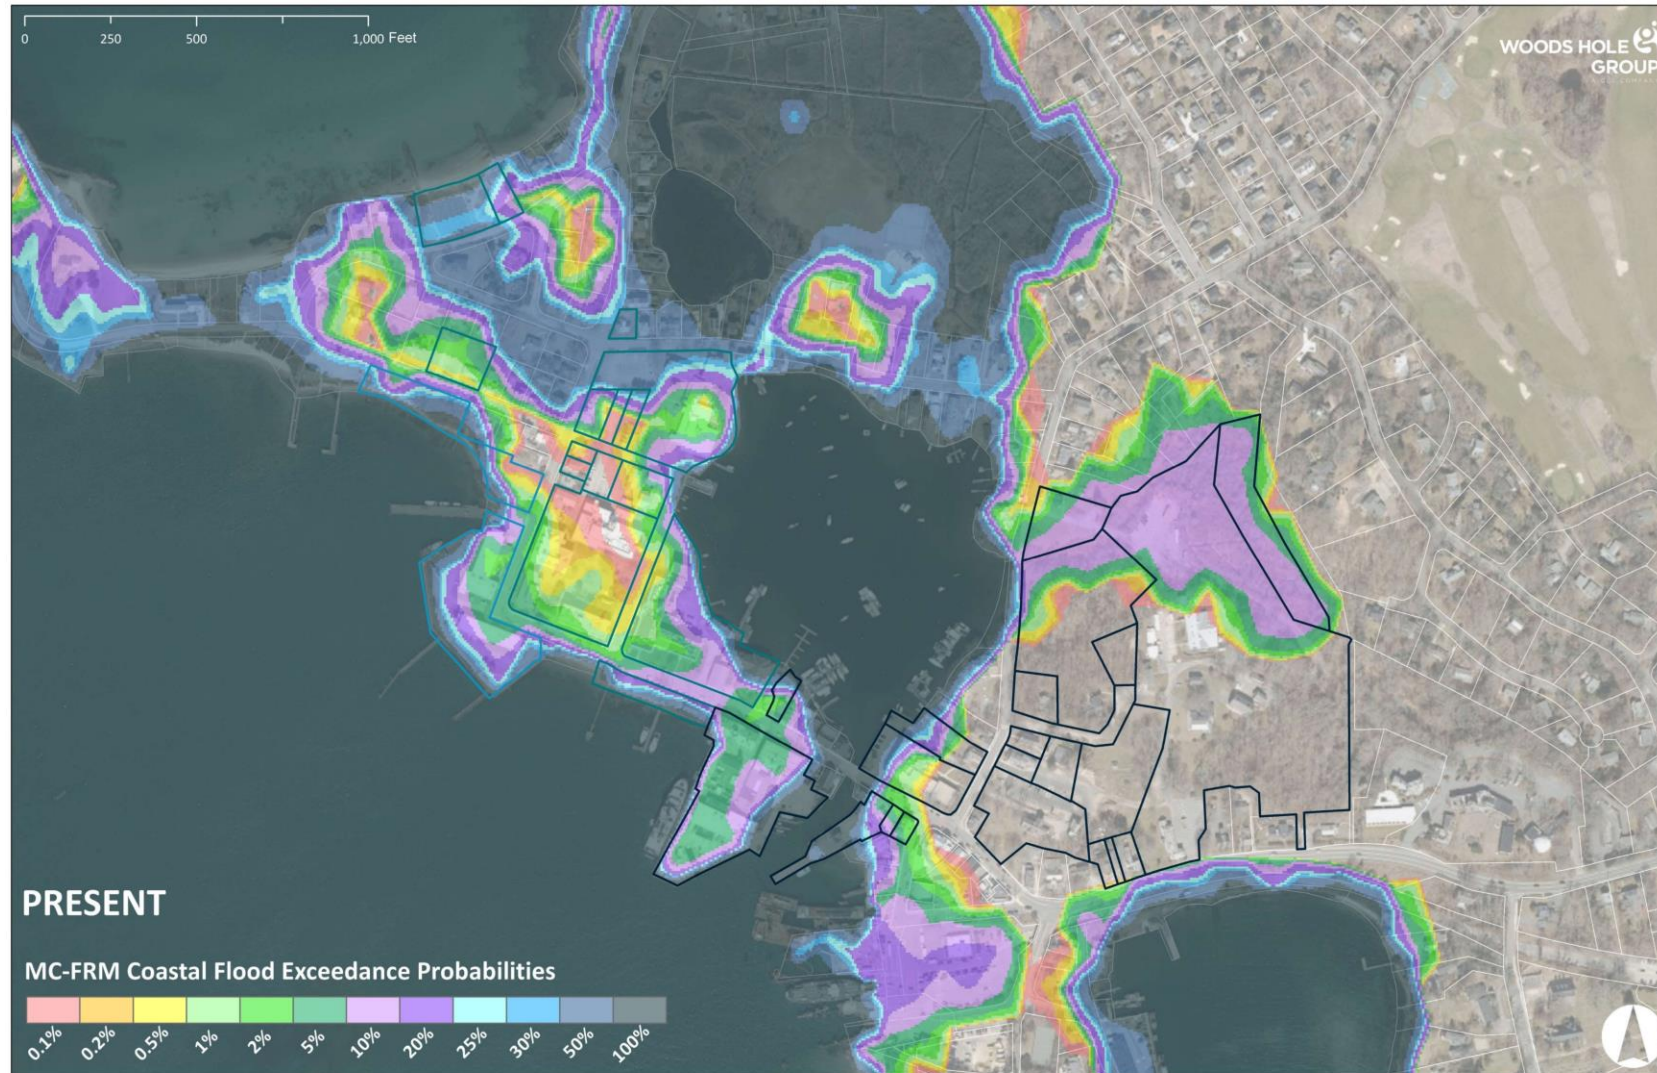 0 250 500 1,000 Feet
WOODS HOLE
GROUP
PRESENT
MC-FRM Coastal Flood Exceedance Probabilities
0.1% 0.2% 0.5% 1% 2% 5% 10% 20% 25% 30% 50% 100%